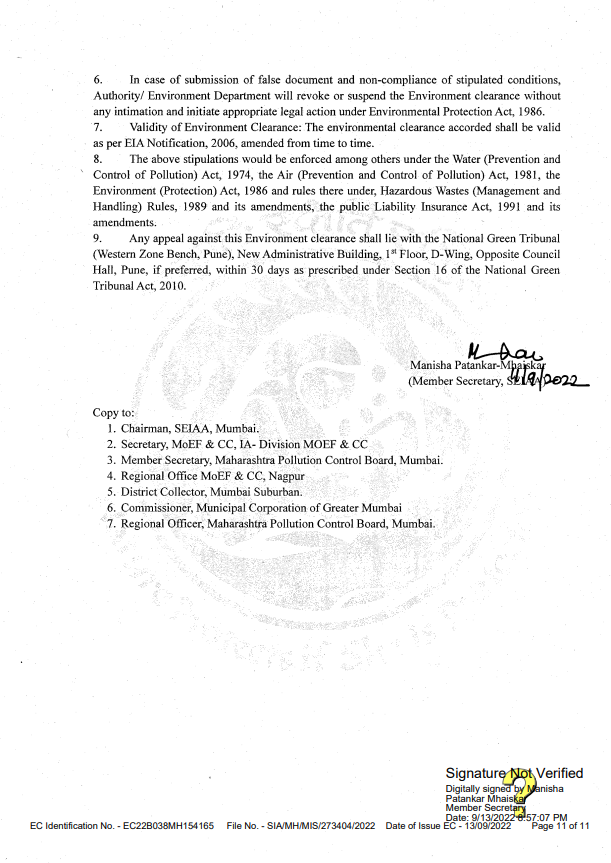 6. In case of submission of false document and non-compliance of stipulated conditions,
Authority/ Environment Department will revoke or suspend the Environment clearance without
any intimation and initiate appropriate legal action under Environmental Protection Act, 1986.
7. Validity of Environment Clearance: The environmental clearance accorded shall be valid
as per EIA Notification, 2006, amended from time to time.
8. The above stipulations would be enforced among others under the Water (Prevention and
Control of Pollution) Act, 1974, the Air (Prevention and Control of Pollution) Act, 1981, the
Environment (Protection) Act, 1986 and rules there under, Hazardous Wastes (Management and
Handling) Rules, 1989 and its amendments, the public Liability Insurance Act, 1991 and its
amendments.
9. Any appeal against this Environment clearance shall lie with the National Green Tribunal
(Western Zone Bench, Pune), New Administrative Building, 1st Floor, D-Wing, Opposite Council
Hall, Pune, if preferred, within 30 days as prescribed under Section 16 of the National Green
Tribunal Act, 2010.
Manisha Patankar-Mhaiskar
(Member Secretary,
Copy to:
1. Chairman, SEIAA, Mumbai.
2. Secretary, MoEF & CC, IA- Division MOEF & CC
3. Member Secretary, Maharashtra Pollution Control Board, Mumbai.
4. Regional Office MoEF & CC, Nagpur
5. District Collector, Mumbai Suburban.
6. Commissioner, Municipal Corporation of Greater Mumbai
7. Regional Officer, Maharashtra Pollution Control Board, Mumbai.
Signature Not Verified
Digitally signed by Manisha
Patankar Mhaiskar
Member Secretary
Date: 9/13/2022 8:57:07 PM
EC Identification No. - EC22B038MH154165 File No. - SIA/MH/MIS/273404/2022 Date of Issue EC - 13/09/2022 Page 11 of 11